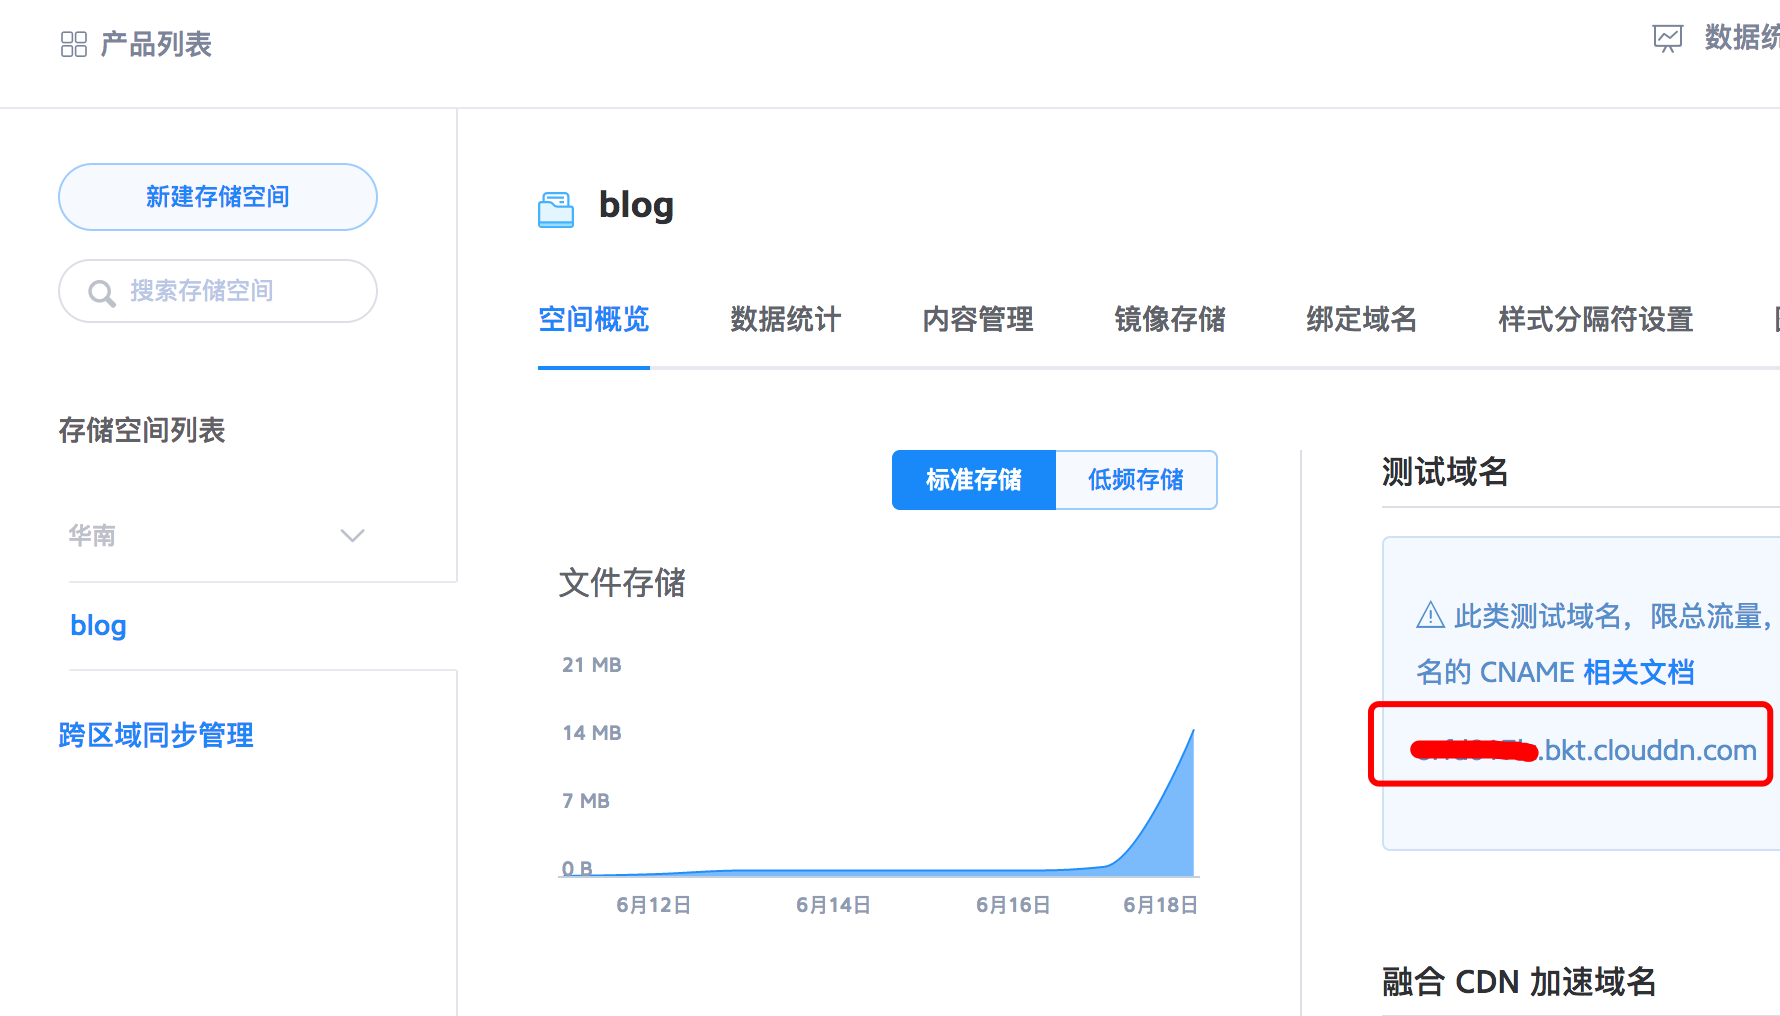 产品列表
数据统
新建存储空间
搜索存储空间
存储空间列表
华南
blog
跨区域同步管理
blog
空间概览
数据统计
内容管理
镜像存储
绑定域名
样式分隔符设置
标准存储
低频存储
文件存储
21 MB
14 MB
7 MB
0 B
6月12日
6月14日
6月16日
6月18日
测试域名
此类测试域名，限总流量，
名的 CNAME 相关文档
.bkt.clouddn.com
融合 CDN 加速域名